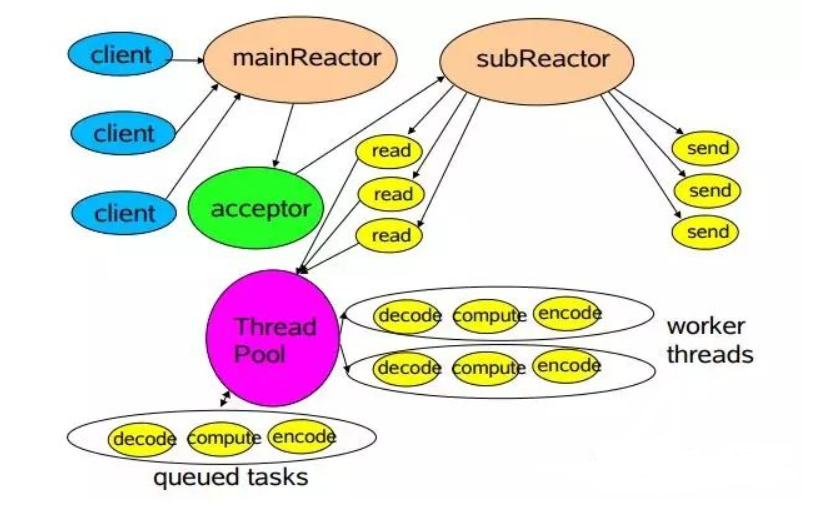 client
mainReactor
subReactor
client
read
send
client
acceptor
read
send
read
send
Thread
Pool
decode compute encode
worker
threads
decode compute encode
decode compute encode
queued tasks